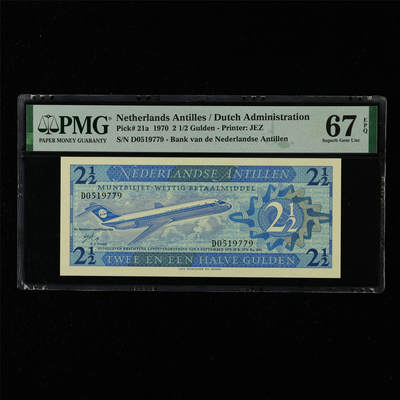 PMG
PAPER MONEY GUARANTY
Netherlands Antilles / Dutch Administration
Pick# 21a 1970 2 1/2 Gulden - Printer: JEZ
S/N D0519779 - Bank van de Nederlandse Antillen
67 EPQ
Superb Gem Unc
2½ NEDERLANDSE ANTILLEN
MUNTBILJET·WETTIG BETAALMIDDEL
D0519779
2½
D0519779
2½ TWEE EN EEN HALVE GULDEN 2½